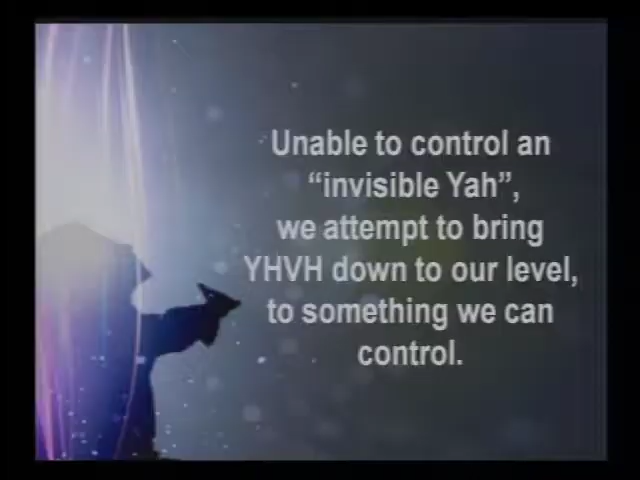 Unable to control an
“invisible Yah”,
we attempt to bring
YHVH down to our level,
to something we can
control.